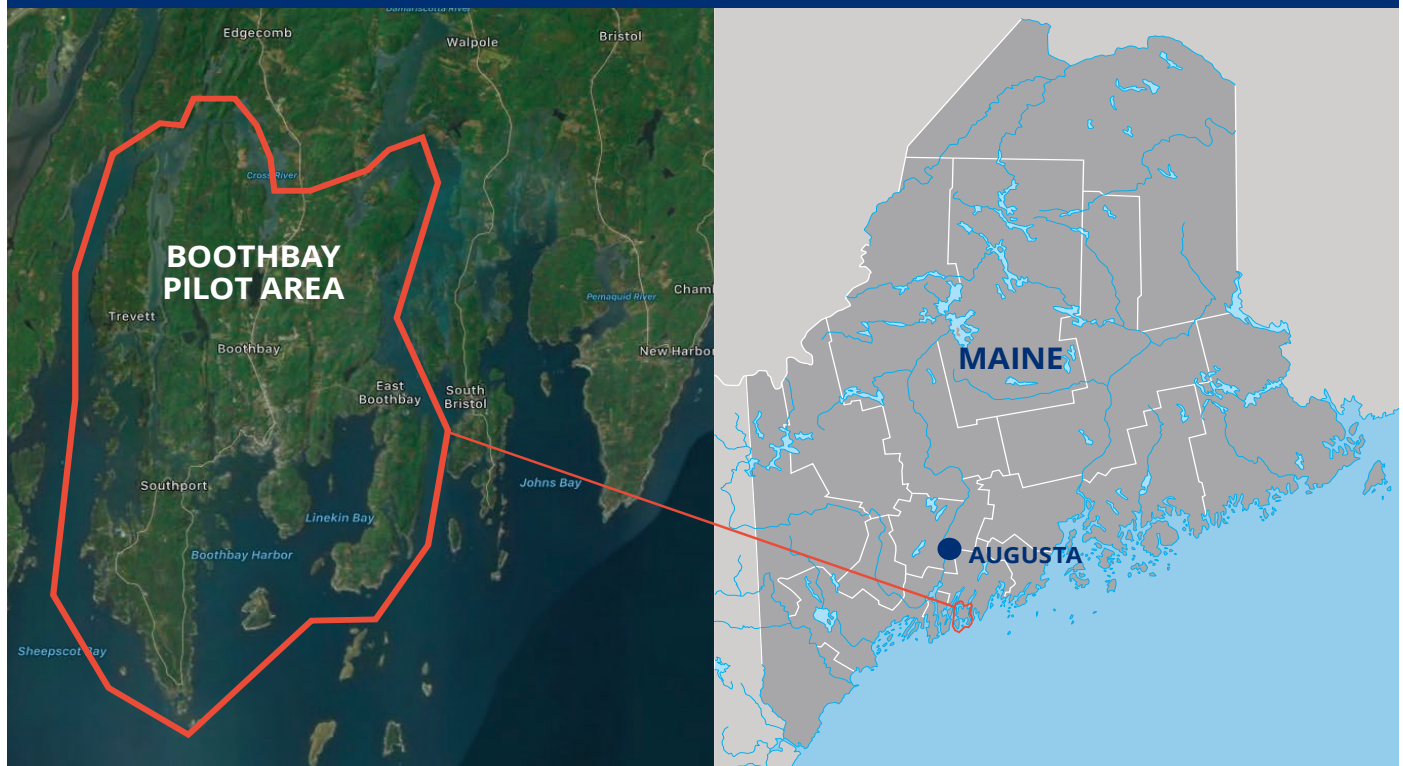 Damariscotta River
Edgecomb
Walpole
Bristol
Cross River
BOOTHBAY
PILOT AREA
Pemaquid River
Chaml
Trevett
Boothbay
New Harbor
East
Boothbay
South
Bristol
Southport
Johns Bay
Linekin Bay
Boothbay Harbor
Sheepscot Bay
MAINE
AUGUSTA